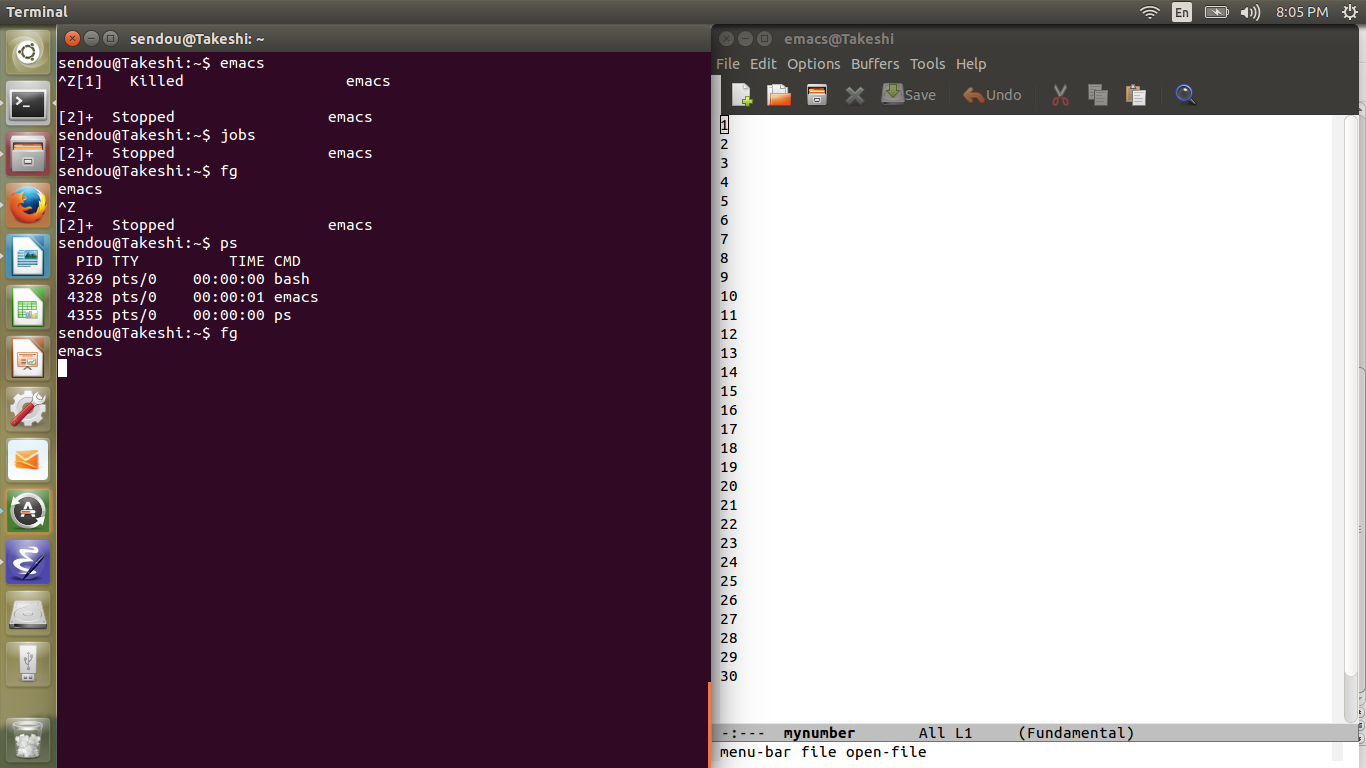 Terminal
En
8:05 PM
sendou@Takeshi: ~
sendou@Takeshi:~$ emacs
^Z[1]   Killed                  emacs
[2]+  Stopped                 emacs
sendou@Takeshi:~$ jobs
[2]+  Stopped                 emacs
sendou@Takeshi:~$ fg
emacs
^Z
[2]+  Stopped                 emacs
sendou@Takeshi:~$ ps
  PID TTY          TIME CMD
 3269 pts/0    00:00:00 bash
 4328 pts/0    00:00:01 emacs
 4355 pts/0    00:00:00 ps
sendou@Takeshi:~$ fg
emacs
emacs@Takeshi
File Edit Options Buffers Tools Help
Save Undo
1
2
3
4
5
6
7
8
9
10
11
12
13
14
15
16
17
18
19
20
21
22
23
24
25
26
27
28
29
30
-:---  mynumber       All L1     (Fundamental)
menu-bar file open-file